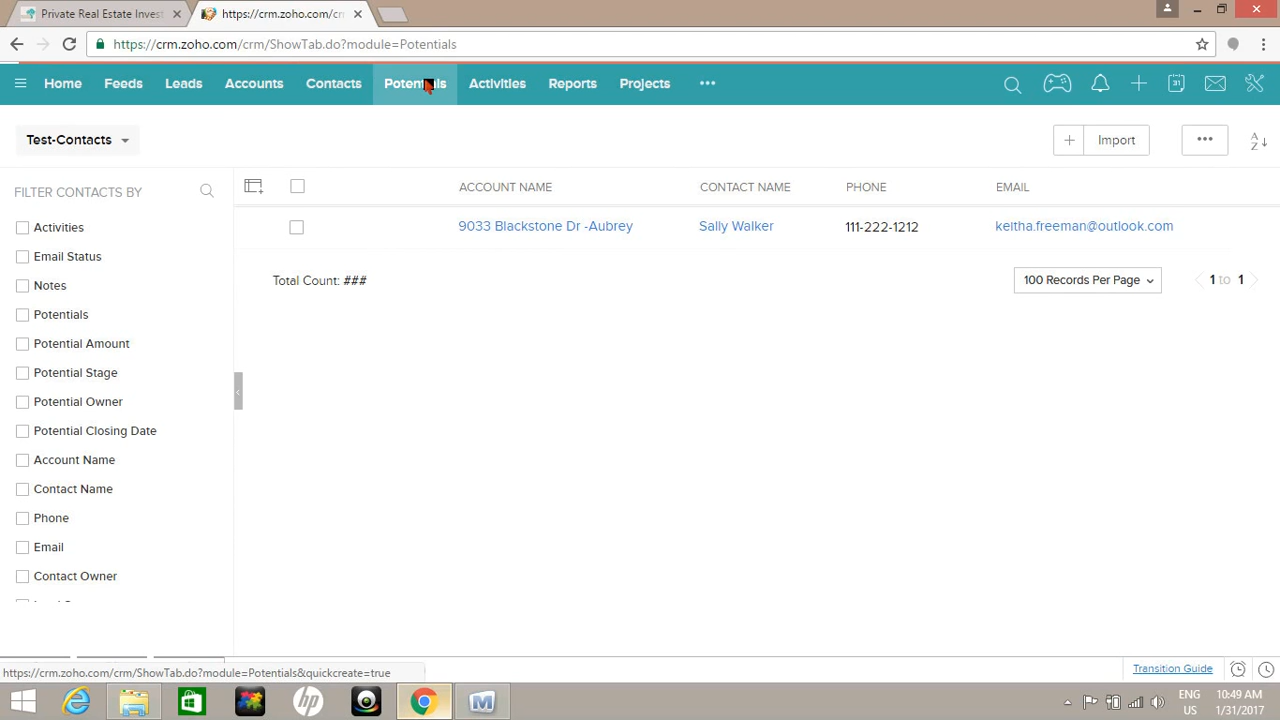 Private Real Estate Invest
https://crm.zoho.com/cr
https://crm.zoho.com/crm/ShowTab.do?module=Potentials
Home Feeds Leads Accounts Contacts Potentials Activities Reports Projects •••
31
Test-Contacts
+ Import •••
A
Z
FILTER CONTACTS BY
ACCOUNT NAME CONTACT NAME PHONE EMAIL
Activities
9033 Blackstone Dr -Aubrey Sally Walker 111-222-1212 keitha.freeman@outlook.com
Email Status
Total Count: ### 100 Records Per Page 1 to 1
Notes
Potentials
Potential Amount
Potential Stage
Potential Owner
Potential Closing Date
Account Name
Contact Name
Phone
Email
Contact Owner
https://crm.zoho.com/crm/ShowTab.do?module=Potentials&quickcreate=true
Transition Guide
hp
ENG 10:49 AM
US 1/31/2017